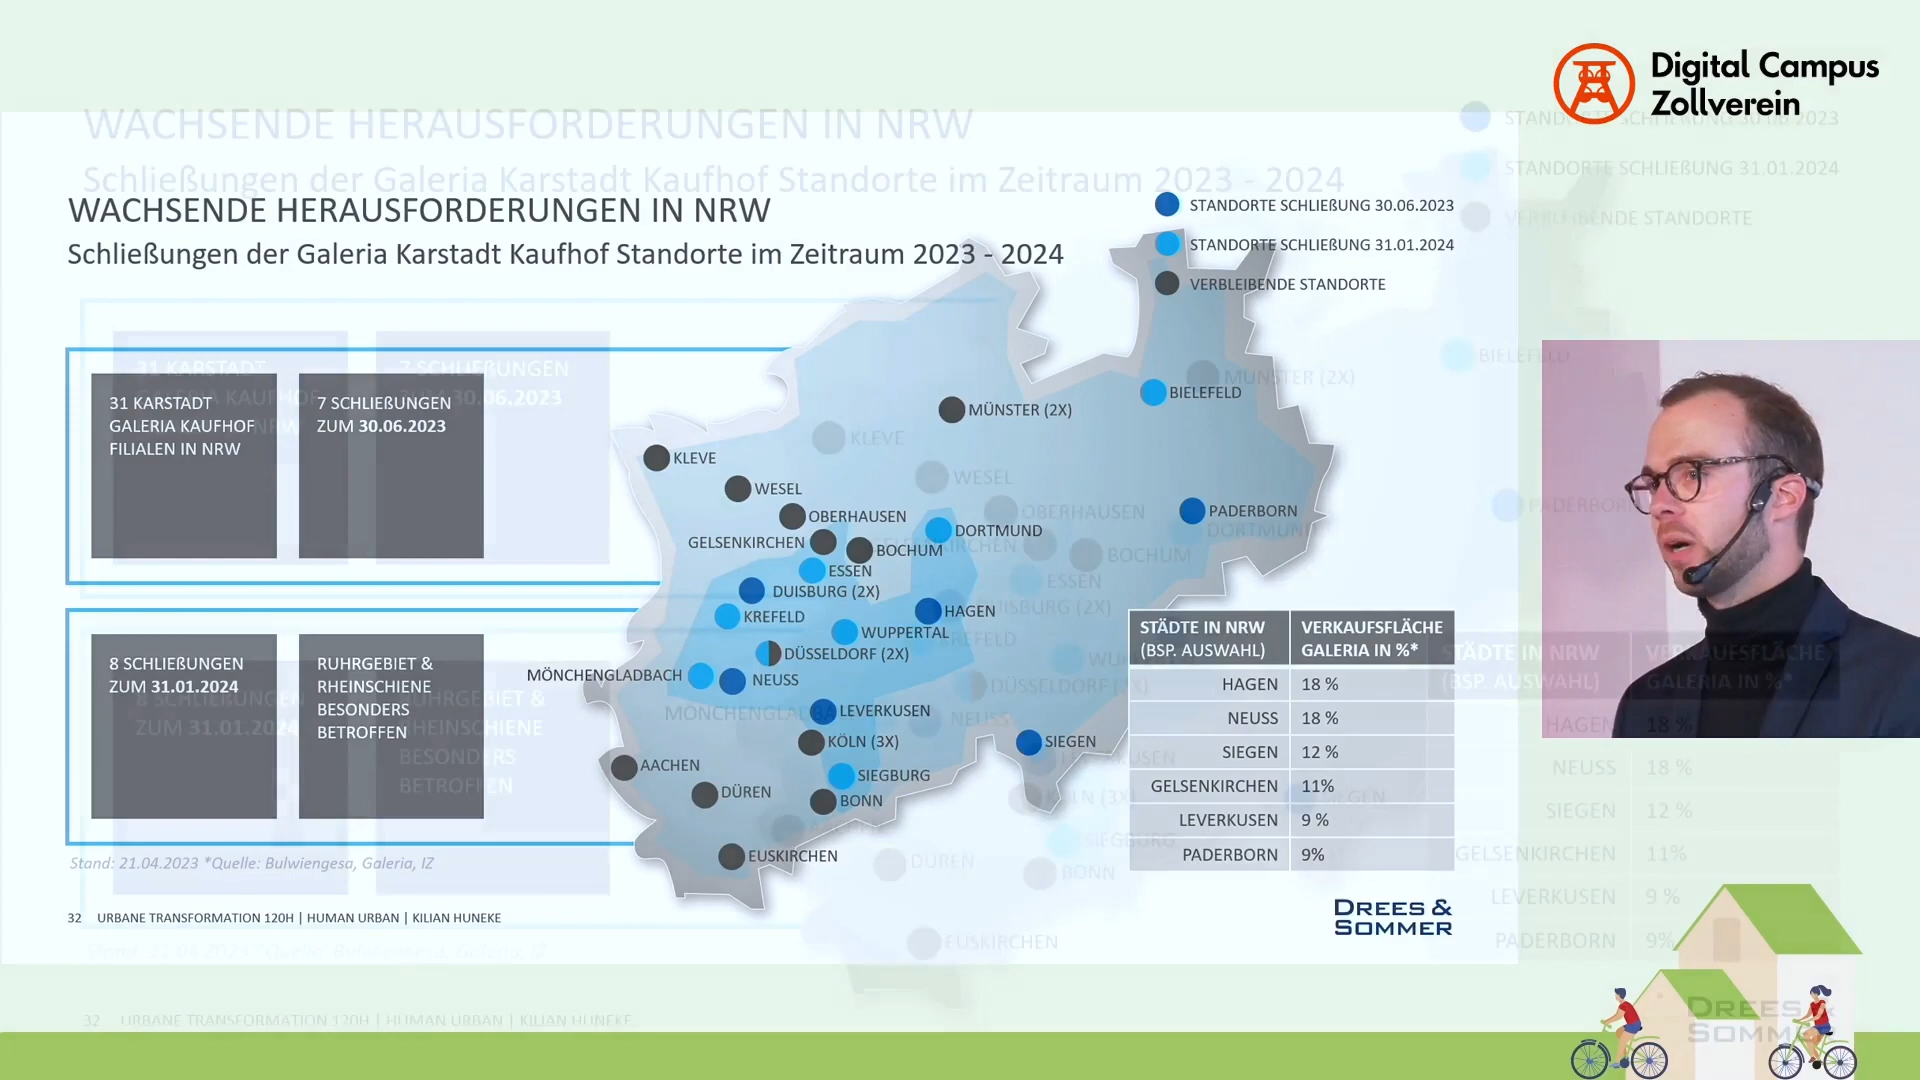 Digital Campus
Zollverein
WACHSENDE HERAUSFORDERUNGEN IN NRW
Schließungen der Galeria Karstadt Kaufhof Standorte im Zeitraum 2023 - 2024
STANDORTE SCHLIEßUNG 30.06.2023
STANDORTE SCHLIEßUNG 31.01.2024
VERBLEIBENDE STANDORTE
31 KARSTADT
GALERIA KAUFHOF
FILIALEN IN NRW
7 SCHLIEßUNGEN
ZUM 30.06.2023
8 SCHLIEßUNGEN
ZUM 31.01.2024
RUHRGEBIET &
RHEINSCHIENE
BESONDERS
BETROFFEN
BIELEFELD
MÜNSTER (2X)
KLEVE
WESEL
PADERBORN
OBERHAUSEN
DORTMUND
GELSENKIRCHEN
BOCHUM
ESSEN
DUISBURG (2X)
HAGEN
KREFELD
WUPPERTAL
DÜSSELDORF (2X)
MÖNCHENGLADBACH
NEUSS
LEVERKUSEN
KÖLN (3X)
SIEGEN
AACHEN
SIEGBURG
DÜREN
BONN
EUSKIRCHEN
STÄDTE IN NRW (BSP. AUSWAHL) VERKAUFSFLÄCHE GALERIA IN %*
HAGEN 18 %
NEUSS 18 %
SIEGEN 12 %
GELSENKIRCHEN 11%
LEVERKUSEN 9 %
PADERBORN 9%
Stand: 21.04.2023 *Quelle: Bulwiengesa, Galeria, IZ
32 URBANE TRANSFORMATION 120H | HUMAN URBAN | KILIAN HUNEKE
DREES &
SOMMER